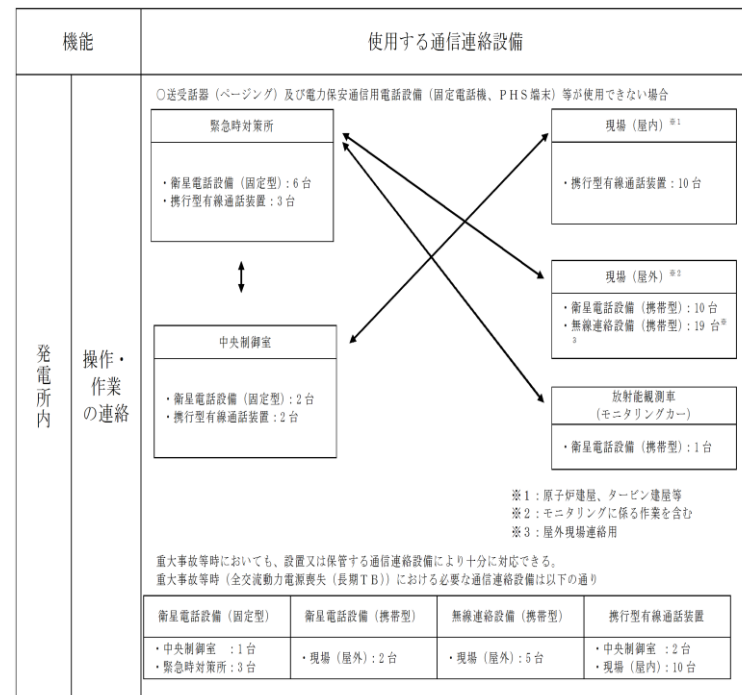 機能
使用する通信連絡設備
発電所内
操作・
作業
の連絡
○送受話器（ページング）及び電力保安通信用電話設備（固定電話機、ＰＨＳ端末）等が使用できない場合
緊急時対策所
・衛星電話設備（固定型）：6台
・携行型有線通話装置：3台
現場（屋内）※1
・携行型有線通話装置：10台
現場（屋外）※2
・衛星電話設備（携帯型）：10台
・無線連絡設備（携帯型）：19 台※
3
中央制御室
・衛星電話設備（固定型）：2台
・携行型有線通話装置：2台
放射能観測車
(モニタリングカー)
・衛星電話設備（携帯型）：1台
※１：原子炉建屋、タービン建屋等
※２：モニタリングに係る作業を含む
※３：屋外現場連絡用
重大事故等時においても、設置又は保管する通信連絡設備により十分に対応できる。
重大事故等時（全交流動力電源喪失（長期ＴＢ））における必要な通信連絡設備は以下の通り
衛星電話設備（固定型）
衛星電話設備（携帯型）
無線連絡設備（携帯型）
携行型有線通話装置
・中央制御室　：1台
・緊急時対策所：3台
・現場（屋外）：2台
・現場（屋外）：5台
・中央制御室　：2台
・現場（屋内）：10台